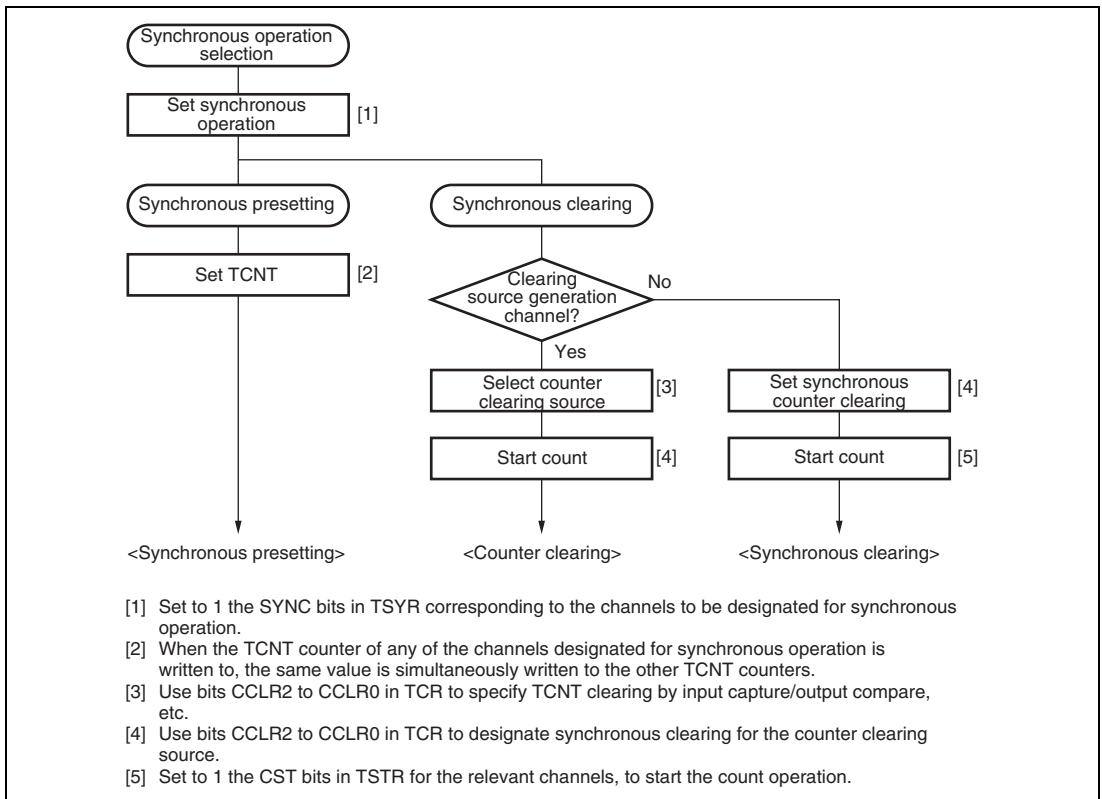 Synchronous operation
selection
Set synchronous
operation
[1]
Synchronous presetting
Synchronous clearing
Set TCNT
[2]
Clearing
source generation
channel?
No
Yes
Select counter
clearing source
[3]
Set synchronous
counter clearing
[4]
Start count
[4]
Start count
[5]
<Synchronous presetting>
<Counter clearing>
<Synchronous clearing>
[1] Set to 1 the SYNC bits in TSYR corresponding to the channels to be designated for synchronous
operation.
[2] When the TCNT counter of any of the channels designated for synchronous operation is
written to, the same value is simultaneously written to the other TCNT counters.
[3] Use bits CCLR2 to CCLR0 in TCR to specify TCNT clearing by input capture/output compare,
etc.
[4] Use bits CCLR2 to CCLR0 in TCR to designate synchronous clearing for the counter clearing
source.
[5] Set to 1 the CST bits in TSTR for the relevant channels, to start the count operation.